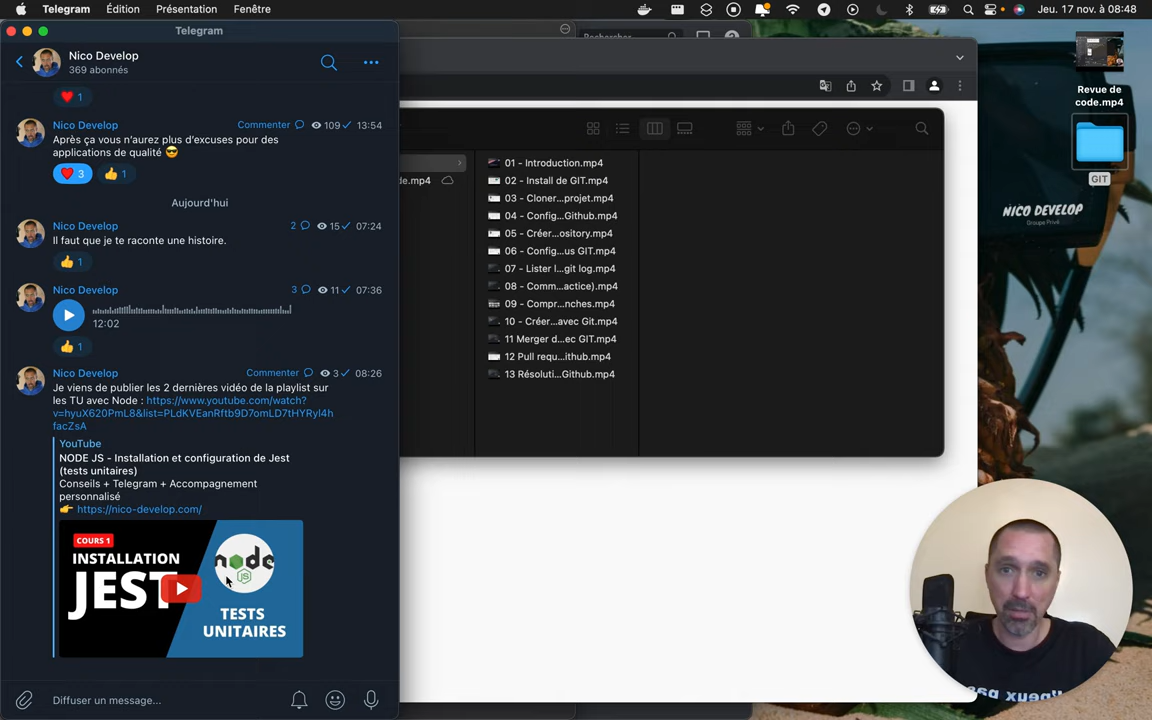 Telegram
Édition
Présentation
Fenêtre
Jeu. 17 nov. à 08:48
Telegram
Rechercher
Nico Develop
369 abonnés
❤️ 1
Nico Develop
Commenter
109
13:54
Après ça vous n'aurez plus d'excuses pour des
applications de qualité 😎
❤️ 3
👍 1
Aujourd'hui
Nico Develop
2
15
07:24
Il faut que je te raconte une histoire.
👍 1
Nico Develop
3
11
07:36
12:02
👍 1
Nico Develop
Commenter
3
08:26
Je viens de publier les 2 dernières vidéo de la playlist sur
les TU avec Node : https://www.youtube.com/watch?
v=hyuX620PmL8&list=PLdKVEanRftb9D7omLD7tHYRyl4h
facZsA
YouTube
NODE JS - Installation et configuration de Jest
(tests unitaires)
Conseils + Telegram + Accompagnement
personnalisé
👉 https://nico-develop.com/
COURS 1
INSTALLATION
JEST
node
JS
TESTS
UNITAIRES
Diffuser un message...
de.mp4
01 - Introduction.mp4
02 - Install de GIT.mp4
03 - Cloner...projet.mp4
04 - Config...Github.mp4
05 - Créer...ository.mp4
06 - Config...us GIT.mp4
07 - Lister l...git log.mp4
08 - Comm...actice).mp4
09 - Compr...nches.mp4
10 - Créer...avec Git.mp4
11 Merger d...ec GIT.mp4
12 Pull requ...ithub.mp4
13 Résoluti...Github.mp4
Revue de
code.mp4
GIT
NICO DEVELOP
Groupe Privé